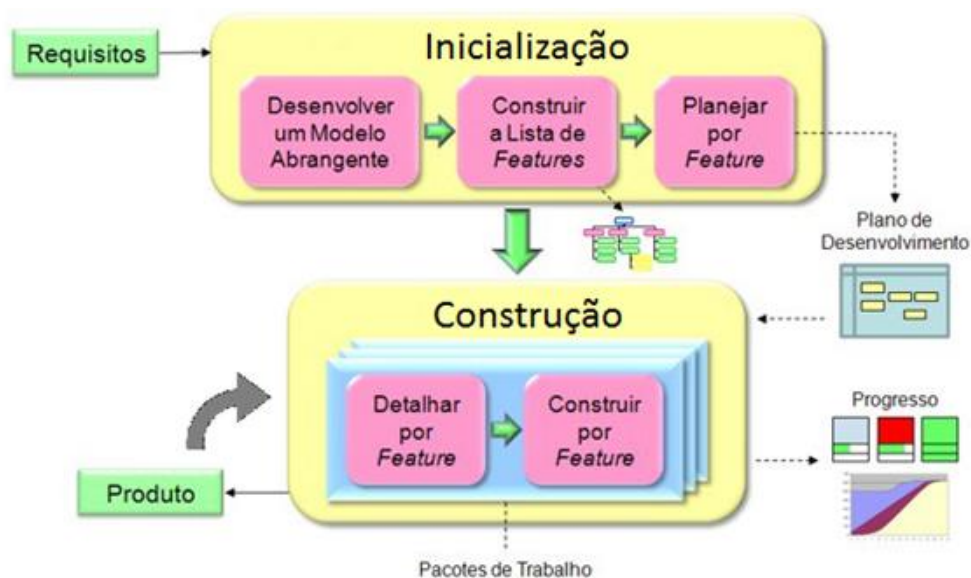 Requisitos
Inicialização
Desenvolver
um Modelo
Abrangente
Construir
a Lista de
Features
Planejar
por
Feature
Plano de
Desenvolvimento
Construção
Detalhar
por
Feature
Construir
por
Feature
Progresso
Produto
Pacotes de Trabalho